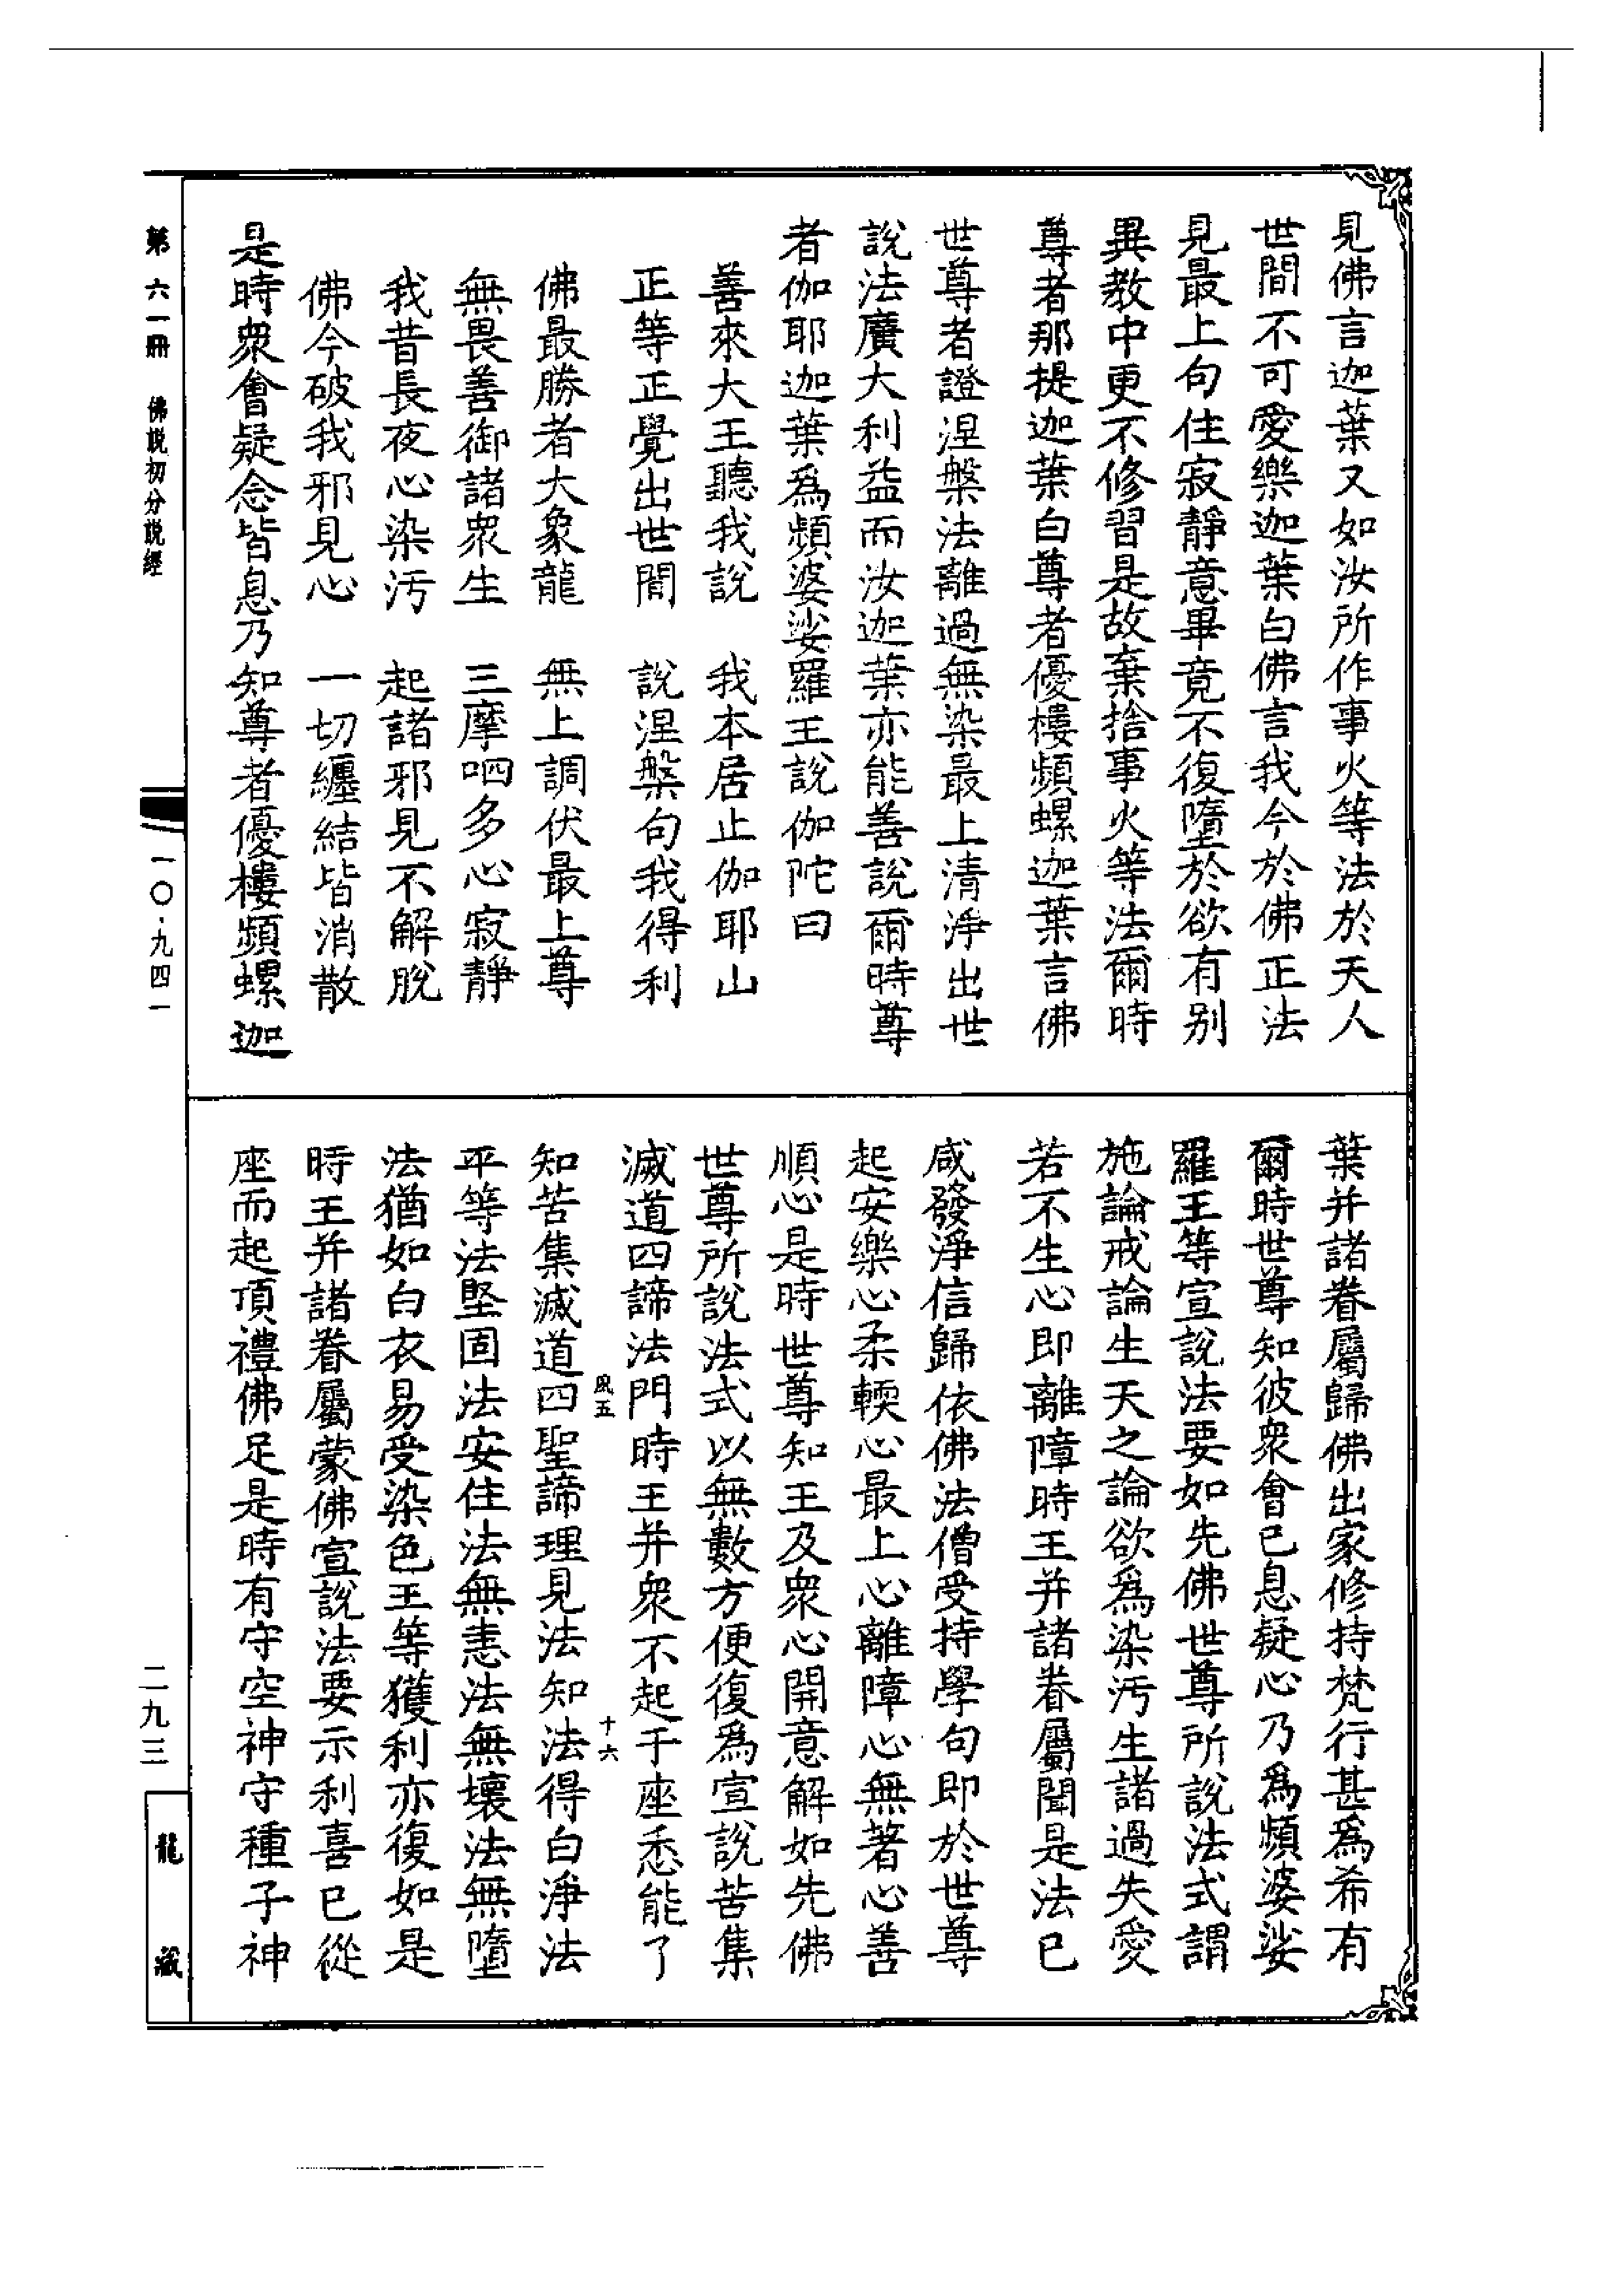 見佛言迦葉又如汝所作事火等法於天人
世間不可愛樂迦葉白佛言我今於佛正法
見最上句住寂靜意畢竟不復墮於欲有別
異教中更不修習是故棄捨事火等法爾時
尊者那提迦葉白尊者優樓頻螺迦葉言佛
世尊者證涅槃法離過無染最上清淨出世
說法廣大利益而汝迦葉亦能善說爾時尊
者伽耶迦葉為頻婆娑羅王說伽陀曰
善來大王聽我說　我本居止伽耶山
正等正覺出世間　說涅槃句我得利
佛最勝者大象龍　無上調伏最上尊
無畏善御諸眾生　三摩呬多心寂靜
我昔長夜心染汚　起諸邪見不解脫
佛今破我邪見心　一切纏結皆消散
是時眾會疑念皆息乃知尊者優樓頻螺迦
葉并諸眷屬歸佛出家修持梵行甚為希有
爾時世尊知彼眾會已息疑心乃為頻婆娑
羅王等宣說法要如先佛世尊所說法式謂
施論戒論生天之論欲為染汚生諸過失愛
若不生心即離障時王并諸眷屬聞是法已
咸發淨信歸依佛法僧受持學句即於世尊
起安樂心柔輭心最上心離障心無著心善
順心是時世尊知王及眾心開意解如先佛
世尊所說法式以無數方便復為宣說苦集
滅道四諦法門時王并眾不起于座悉能了
風五　十六
知苦集滅道四聖諦理見法知法得白淨法
平等法堅固法安住法無恚法無壞法無墮
法猶如白衣易受染色王等獲利亦復如是
時王并諸眷屬蒙佛宣說法要示利喜已從
座而起頂禮佛足是時有守空神守種子神
第六一冊　佛說初分說經
一〇·九四一
二九三
龍藏